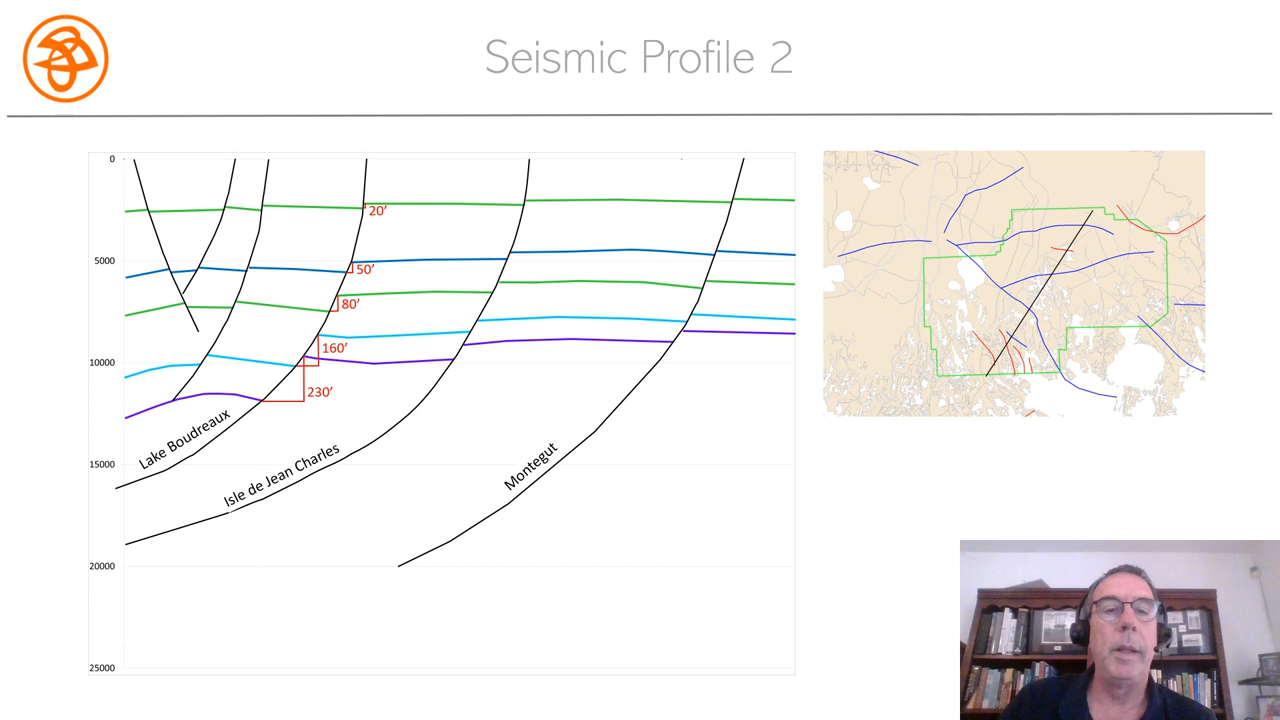 Seismic Profile 2
0
5000
10000
15000
20000
25000
20’
50’
80’
160’
230’
Lake Boudreaux
Isle de Jean Charles
Montegut